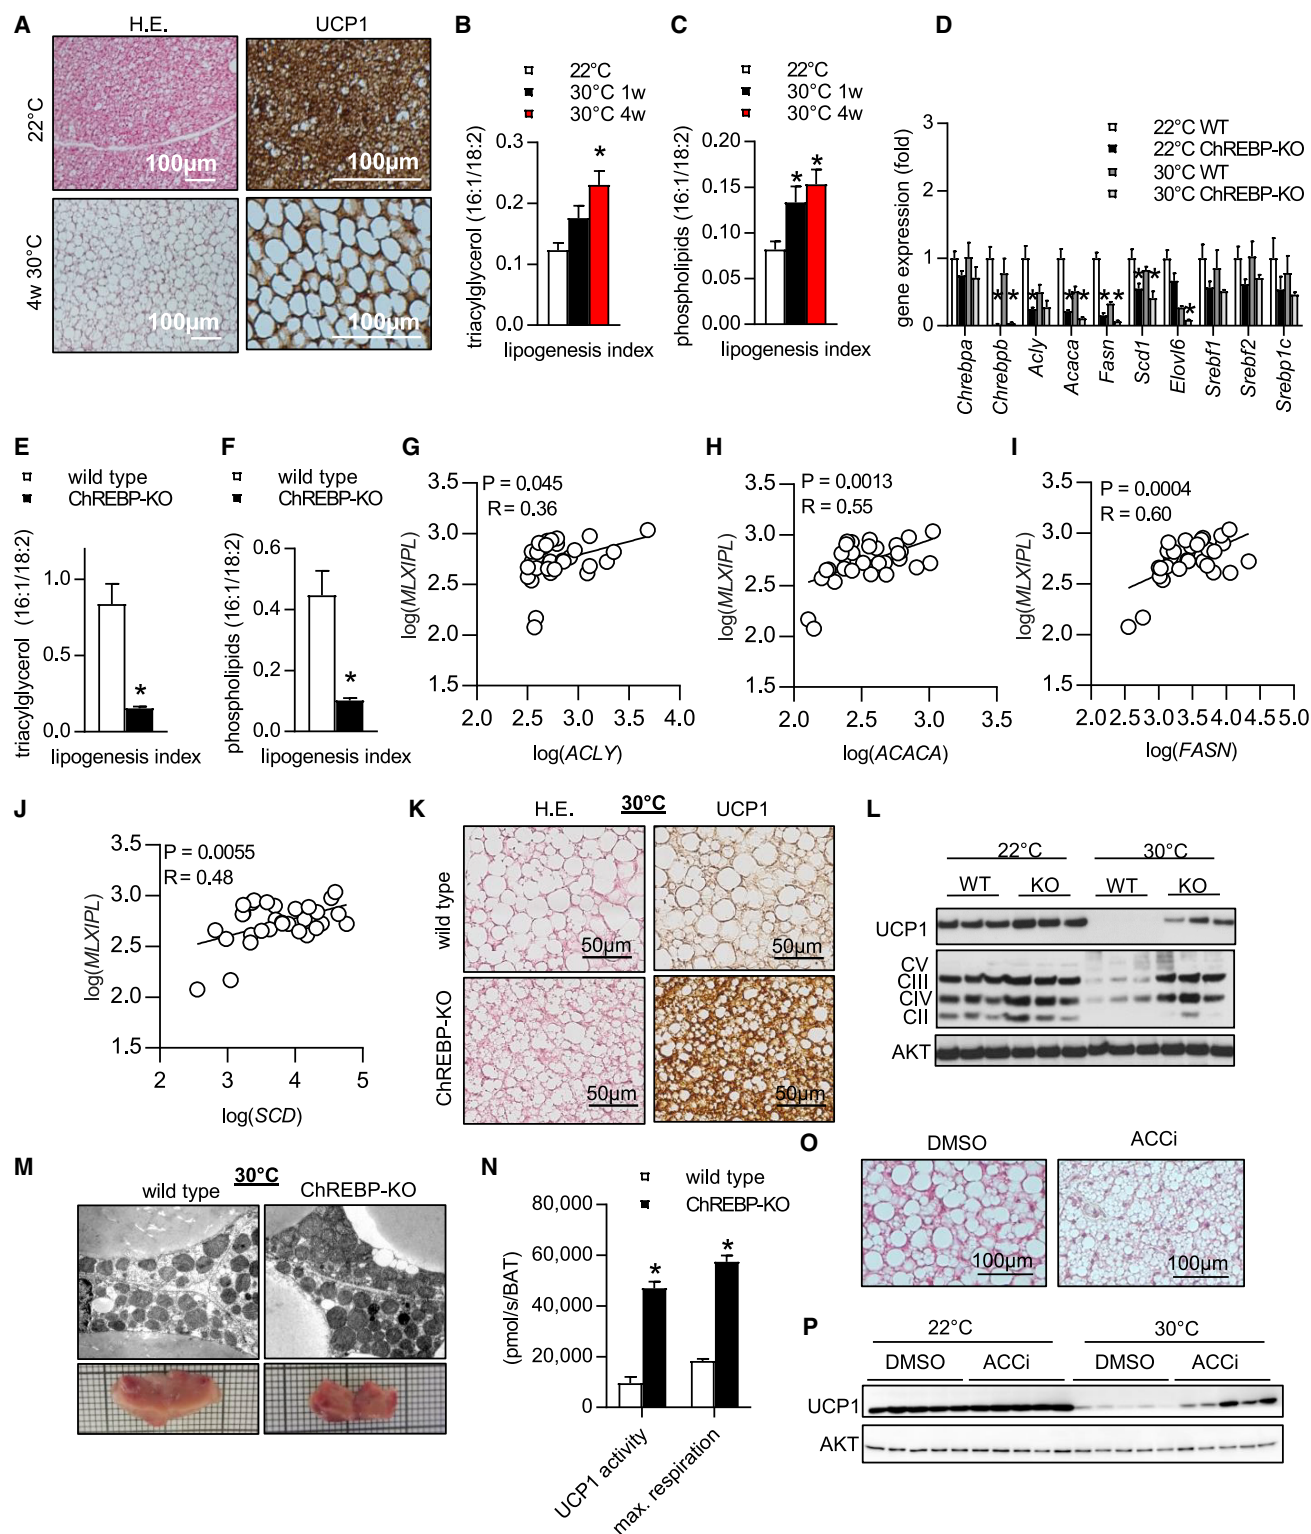 A
H.E.
UCP1
22°C
100µm
100µm
4w 30°C
100µm
100µm
B
22°C
30°C 1w
30°C 4w
triacylglycerol (16:1/18:2)
0.3
0.2
0.1
0.0
*
lipogenesis index
C
22°C
30°C 1w
30°C 4w
phospholipids (16:1/18:2)
0.20
0.15
0.10
0.05
0.00
* *
lipogenesis index
D
22°C WT
22°C ChREBP-KO
30°C WT
30°C ChREBP-KO
gene expression (fold)
3
2
1
0
* * * * * * * * * *
Chrebpa
Chrebpb
Acly
Acaca
Fasn
Scd1
Elovl6
Srebf1
Srebf2
Srebp1c
E
wild type
ChREBP-KO
triacylglycerol (16:1/18:2)
1.0
0.5
0.0
*
lipogenesis index
F
wild type
ChREBP-KO
phospholipids (16:1/18:2)
0.6
0.4
0.2
0.0
*
lipogenesis index
G
P = 0.045
R = 0.36
log(MLXIPL)
3.5
3.0
2.5
2.0
1.5
2.0 2.5 3.0 3.5 4.0
log(ACLY)
H
P = 0.0013
R = 0.55
log(MLXIPL)
3.5
3.0
2.5
2.0
1.5
2.0 2.5 3.0 3.5
log(ACACA)
I
P = 0.0004
R = 0.60
log(MLXIPL)
3.5
3.0
2.5
2.0
1.5
2.0 2.5 3.0 3.5 4.0 4.5 5.0
log(FASN)
J
P = 0.0055
R = 0.48
log(MLXIPL)
3.5
3.0
2.5
2.0
1.5
2 3 4 5
log(SCD)
K
30°C
H.E.
UCP1
wild type
50µm
50µm
ChREBP-KO
50µm
50µm
L
22°C 30°C
WT KO WT KO
UCP1
CV
CIII
CIV
CII
AKT
M
30°C
wild type
ChREBP-KO
N
wild type
ChREBP-KO
(pmol/s/BAT)
80,000
60,000
40,000
20,000
0
* *
UCP1 activity
max. respiration
O
DMSO
ACCi
100µm
100µm
P
22°C 30°C
DMSO ACCi DMSO ACCi
UCP1
AKT